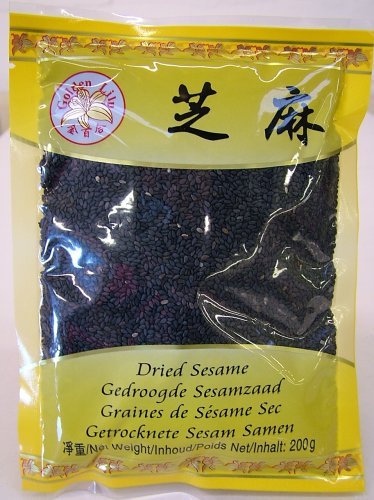 Golden Lily
金百合
芝麻
Dried Sesame
Gedroogde Sesamzaad
Graines de Sésame Sec
Getrocknete Sesam Samen
淨重/Net Weight/Inhoud/Poids Net/Inhalt: 200g